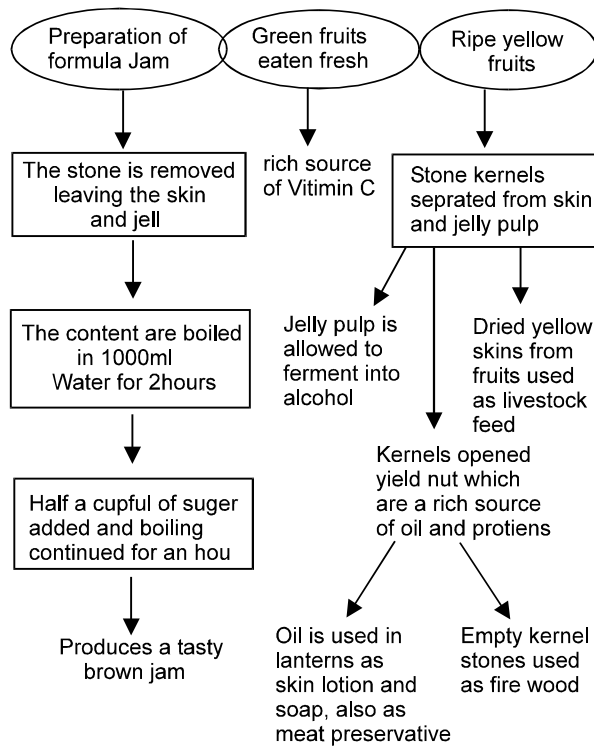 Preparation of
formula Jam
Green fruits
eaten fresh
Ripe yellow
fruits
The stone is removed
leaving the skin
and jell
rich source
of Vitimin C
Stone kernels
seprated from skin
and jelly pulp
The content are boiled
in 1000ml
Water for 2hours
Jelly pulp is
allowed to
ferment into
alcohol
Dried yellow
skins from
fruits used
as livestock
feed
Kernels opened
yield nut which
are a rich source
of oil and protiens
Half a cupful of suger
added and boiling
continued for an hou
Produces a tasty
brown jam
Oil is used in
lanterns as
skin lotion and
soap, also as
meat preservative
Empty kernel
stones used
as fire wood